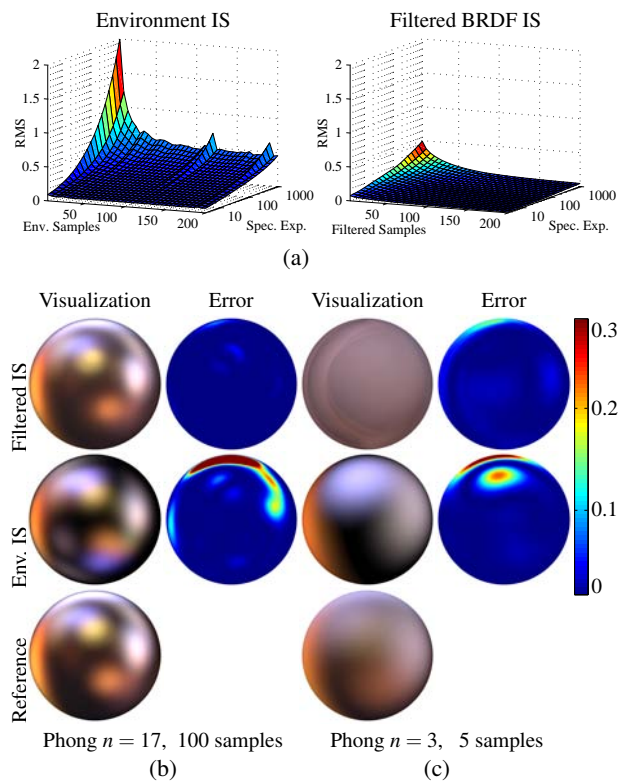 Environment IS
Filtered BRDF IS
2
1.5
1
0.5
0
RMS
50
100
150
200
Env. Samples
10
100
1000
Spec. Exp.
2
1.5
1
0.5
0
RMS
50
100
150
200
Filtered Samples
10
100
1000
Spec. Exp.
(a)
Visualization Error Visualization Error
Filtered IS
Env. IS
Reference
0.3
0.2
0.1
0
Phong n = 17, 100 samples
Phong n = 3, 5 samples
(b)
(c)